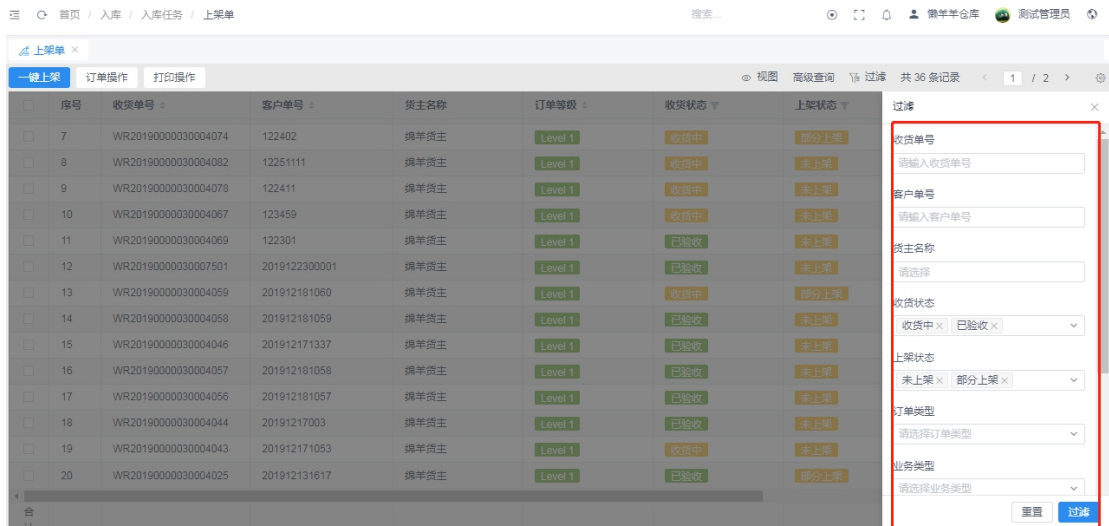 首页 / 入库 / 入库任务 / 上架单 搜索... 懒羊羊仓库 测试管理员
上架单 ×
一键上架 订单操作 打印操作 视图 高级查询 过滤 共 36 条记录 < 1 / 2 >
序号 收货单号 客户单号 货主名称 订单等级 收货状态 上架状态 过滤 ×
7 WR20190000030004074 122402 绵羊货主 Level 1 收货中 部分上架
收货单号
8 WR20190000030004082 12251111 绵羊货主 Level 1 收货中 未上架 请输入收货单号
9 WR20190000030004078 122411 绵羊货主 Level 1 收货中 未上架 客户单号
10 WR20190000030004067 123459 绵羊货主 Level 1 收货中 未上架 请输入客户单号
11 WR20190000030004069 122301 绵羊货主 Level 1 已验收 未上架 货主名称
12 WR20190000030007501 2019122300001 绵羊货主 Level 1 已验收 未上架 请选择
13 WR20190000030004059 201912181060 绵羊货主 Level 1 收货中 部分上架 收货状态
14 WR20190000030004058 201912181059 绵羊货主 Level 1 已验收 未上架 收货中 × 已验收 ×
15 WR20190000030004046 201912171337 绵羊货主 Level 1 已验收 未上架 上架状态
16 WR20190000030004057 201912181058 绵羊货主 Level 1 已验收 未上架 未上架 × 部分上架 ×
17 WR20190000030004056 201912181057 绵羊货主 Level 1 已验收 未上架 订单类型
18 WR20190000030004044 20191217003 绵羊货主 Level 1 已验收 未上架 请选择订单类型
19 WR20190000030004043 201912171053 绵羊货主 Level 1 收货中 未上架 业务类型
20 WR20190000030004025 201912131617 绵羊货主 Level 1 已验收 部分上架 请选择业务类型
合 重置 过滤